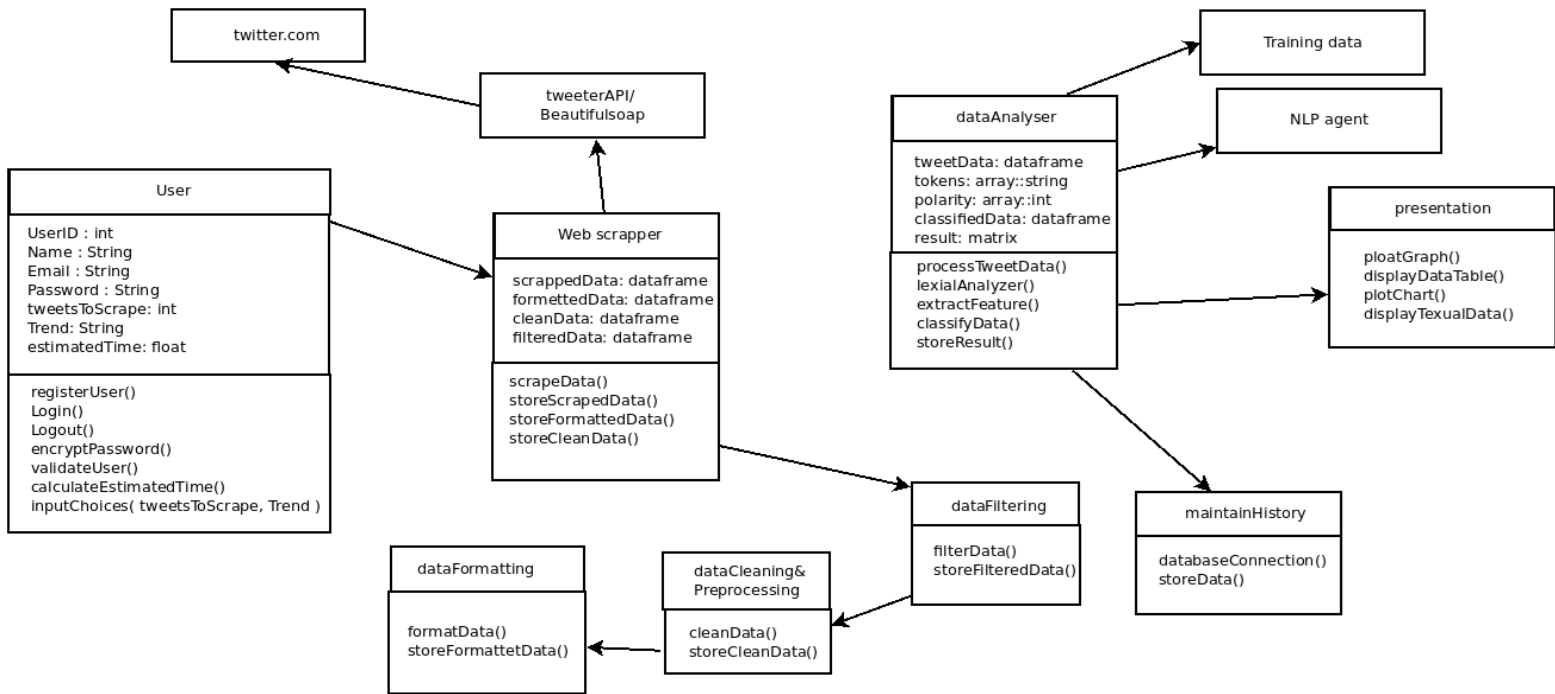 twitter.com
tweeterAPI/
Beautifulsoap
User
UserID : int
Name : String
Email : String
Password : String
tweetsToScrape: int
Trend: String
estimatedTime: float
registerUser()
Login()
Logout()
encryptPassword()
validateUser()
calculateEstimatedTime()
inputChoices( tweetsToScrape, Trend )
Web scrapper
scrappedData: dataframe
formettedData: dataframe
cleanData: dataframe
filteredData: dataframe
scrapeData()
storeScrapedData()
storeFormattedData()
storeCleanData()
dataFiltering
filterData()
storeFilteredData()
dataCleaning&
Preprocessing
cleanData()
storeCleanData()
dataFormatting
formatData()
storeFormattetData()
dataAnalyser
tweetData: dataframe
tokens: array::string
polarity: array::int
classifiedData: dataframe
result: matrix
processTweetData()
lexialAnalyzer()
extractFeature()
classifyData()
storeResult()
Training data
NLP agent
presentation
ploatGraph()
displayDataTable()
plotChart()
displayTexualData()
maintainHistory
databaseConnection()
storeData()